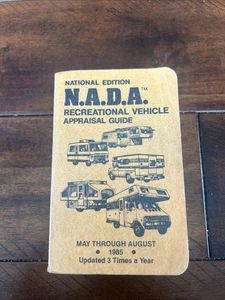 NATIONAL EDITION
N.A.D.A.™
RECREATIONAL VEHICLE
APPRAISAL GUIDE
MAY THROUGH AUGUST
• 1985 •
Updated 3 Times a Year